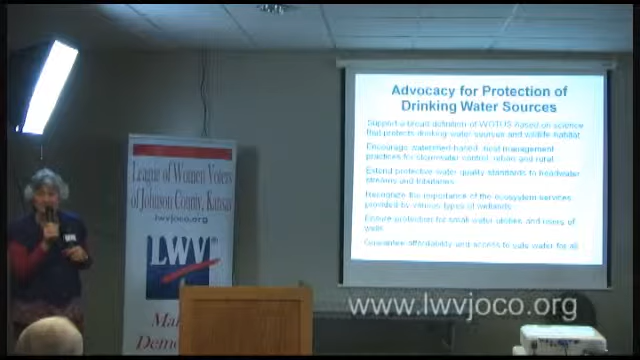 Advocacy for Protection of
Drinking Water Sources
Support a broad definition of WOTUS based on science
that protects drinking water sources and wildlife habitat
Encourage watershed-based, best management
practices for stormwater control, urban and rural
Extend protective water quality standards to headwater
streams and tributaries
Recognize the importance of the ecosystem services
provided by various types of wetlands
Ensure protection for small water utilities and users of
wells
Guarantee affordability and access to safe water for all
League of Women Voters
of Johnson County, Kansas
lwvjoco.org
LWV
LWV
Democ
www.lwvjoco.org